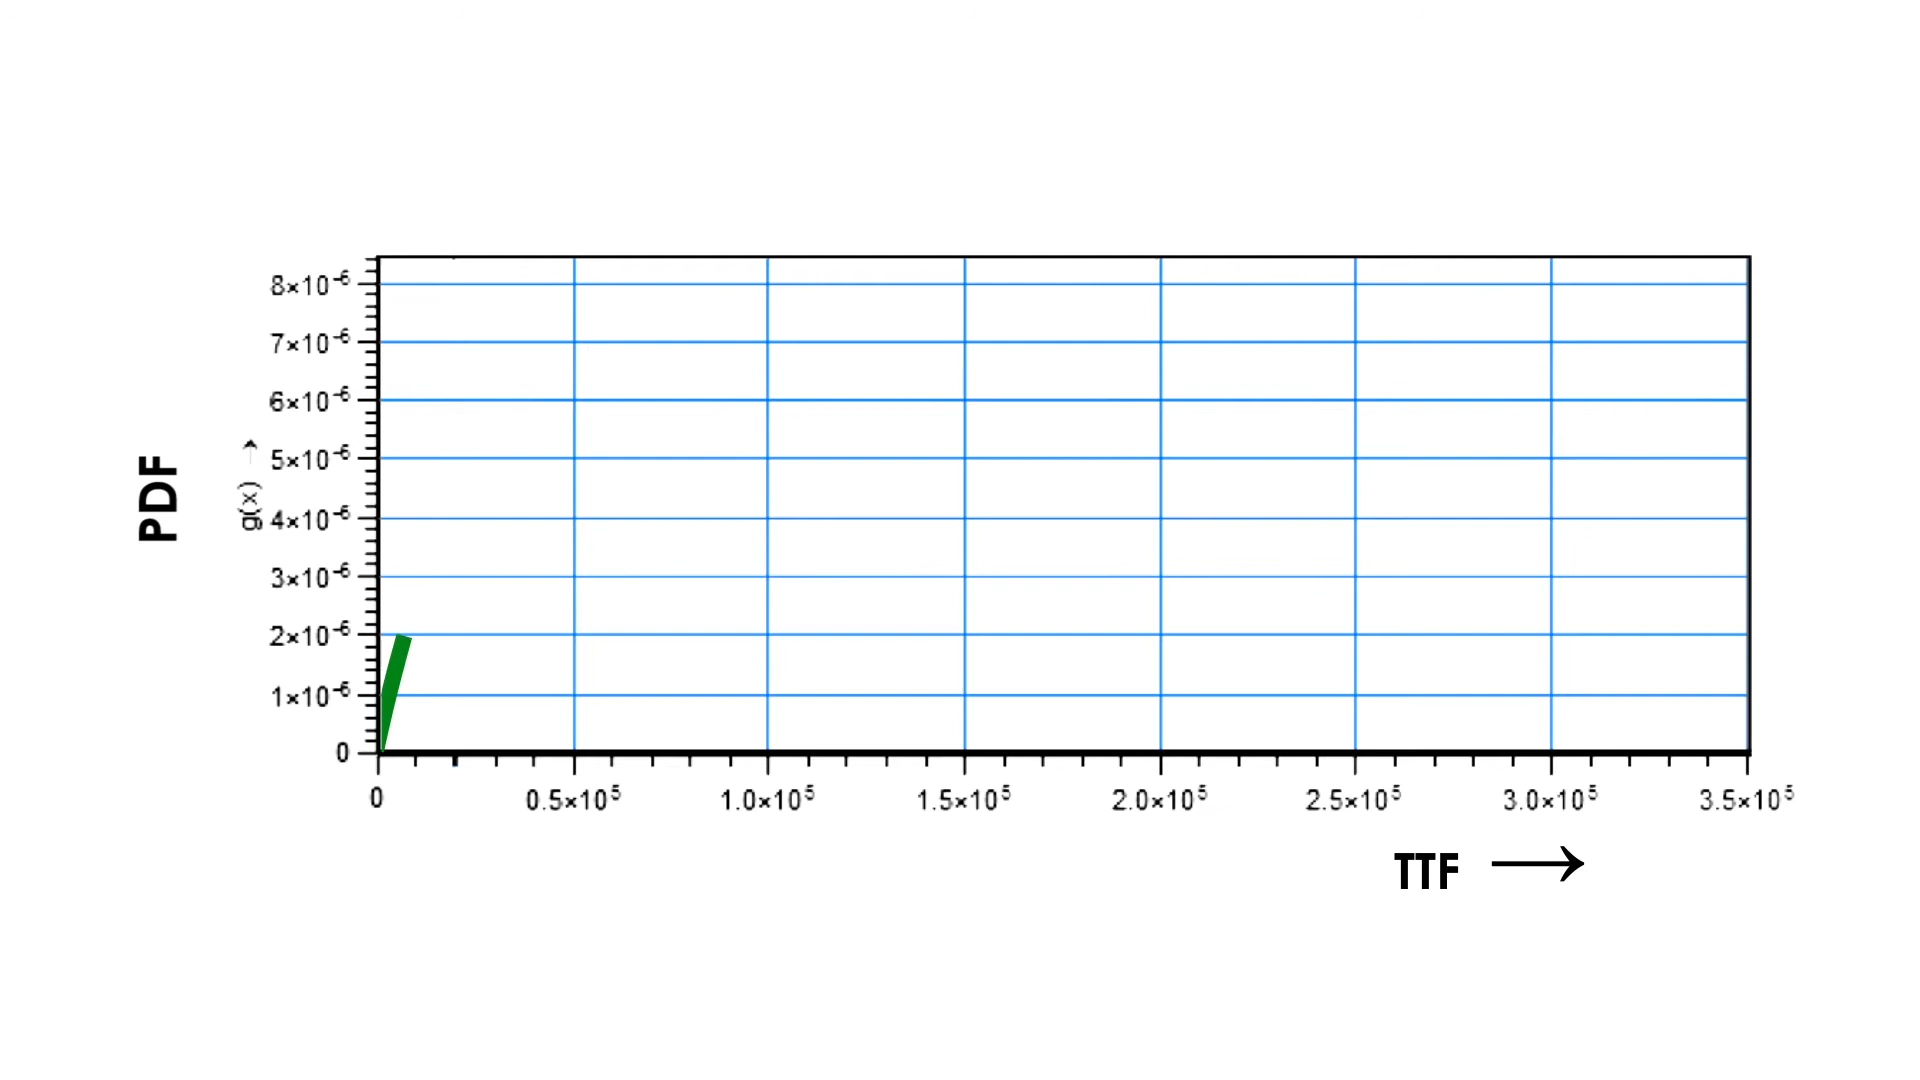 PDF
g(x) →
8×10⁻⁶
7×10⁻⁶
6×10⁻⁶
5×10⁻⁶
4×10⁻⁶
3×10⁻⁶
2×10⁻⁶
1×10⁻⁶
0
0 0.5×10⁵ 1.0×10⁵ 1.5×10⁵ 2.0×10⁵ 2.5×10⁵ 3.0×10⁵ 3.5×10⁵
TTF →